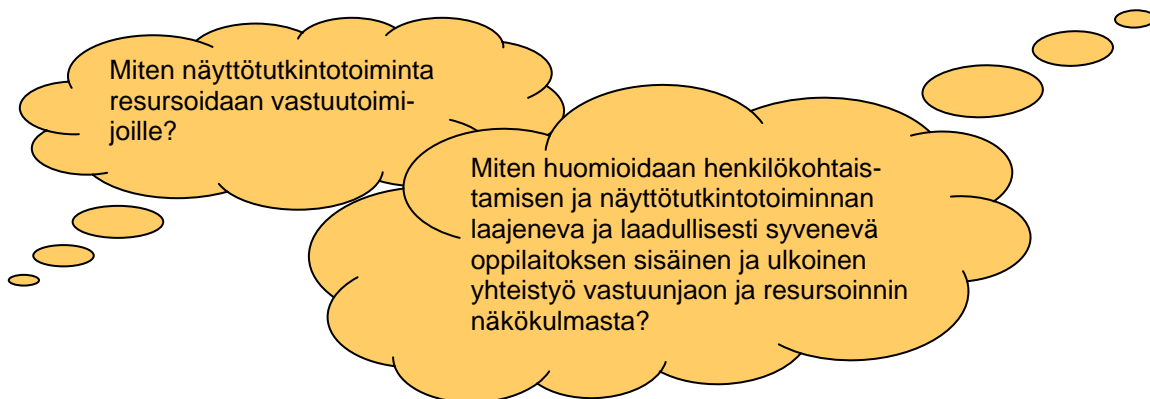 Miten näyttötutkintotoiminta
resursoidaan vastuutoimi-
joille?
Miten huomioidaan henkilökohtais-
tamisen ja näyttötutkintotoiminnan
laajeneva ja laadullisesti syvenevä
oppilaitoksen sisäinen ja ulkoinen
yhteistyö vastuunjaon ja resursoinnin
näkökulmasta?